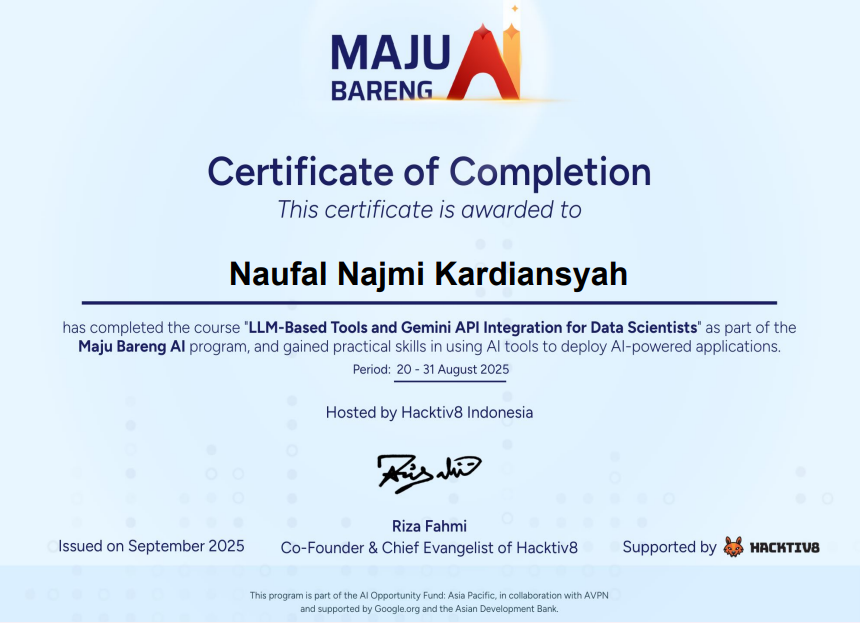 MAJU AI
BARENG
Certificate of Completion
This certificate is awarded to
Naufal Najmi Kardiansyah
has completed the course "LLM-Based Tools and Gemini API Integration for Data Scientists" as part of the
Maju Bareng AI program, and gained practical skills in using AI tools to deploy AI-powered applications.
Period: 20 - 31 August 2025
Hosted by Hacktiv8 Indonesia
Riza Fahmi
Issued on September 2025
Co-Founder & Chief Evangelist of Hacktiv8
Supported by HACKTIV8
This program is part of the AI Opportunity Fund: Asia Pacific, in collaboration with AVPN
and supported by Google.org and the Asian Development Bank.